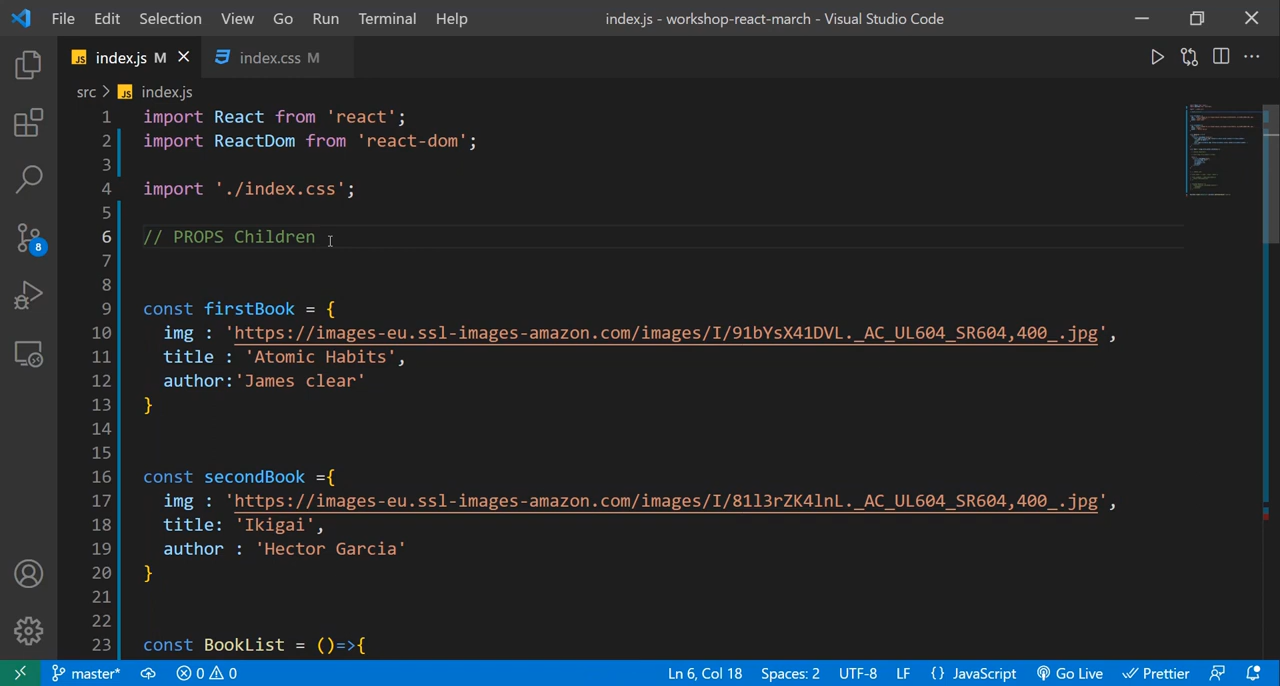 File Edit Selection View Go Run Terminal Help index.js - workshop-react-march - Visual Studio Code
JS index.js M index.css M
src > JS index.js
1 import React from 'react';
2 import ReactDom from 'react-dom';
3
4 import './index.css';
5
6 // PROPS Children
7
8
9 const firstBook = {
10 img : 'https://images-eu.ssl-images-amazon.com/images/I/91bYsX41DVL._AC_UL604_SR604,400_.jpg',
11 title : 'Atomic Habits',
12 author:'James clear'
13 }
14
15
16 const secondBook ={
17 img : 'https://images-eu.ssl-images-amazon.com/images/I/81l3rZK4lnL._AC_UL604_SR604,400_.jpg',
18 title: 'Ikigai',
19 author : 'Hector Garcia'
20 }
21
22
23 const BookList = ()=>{
8
master* 0 0 Ln 6, Col 18 Spaces: 2 UTF-8 LF {} JavaScript Go Live Prettier